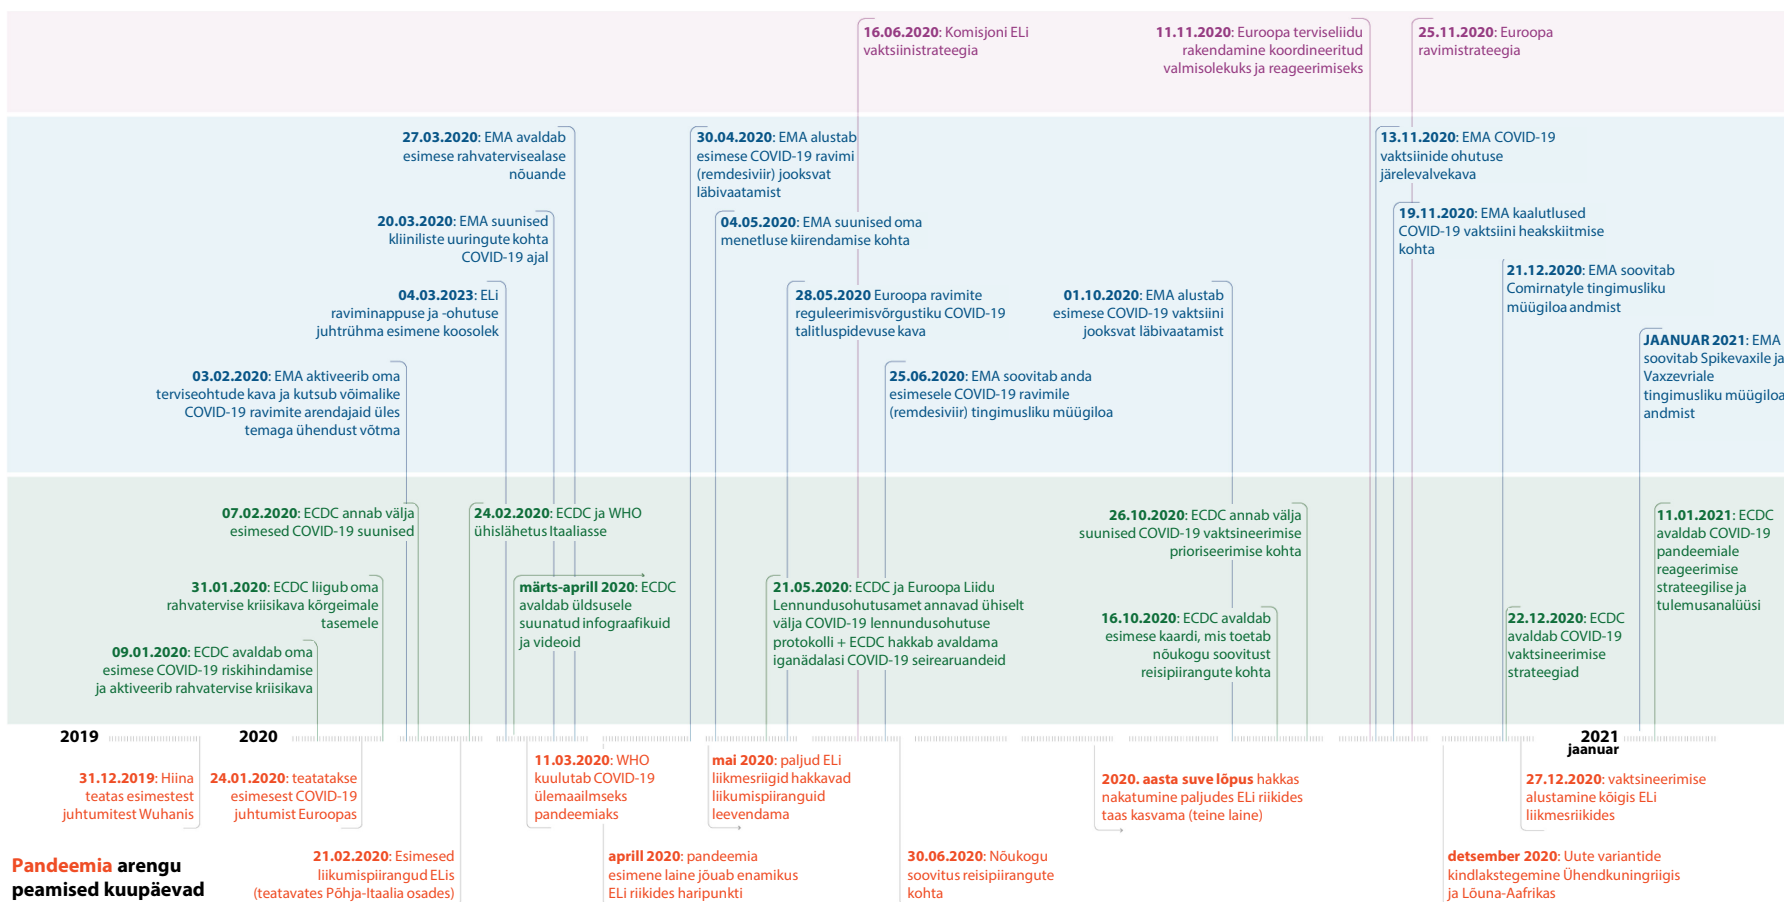 16.06.2020: Komisjoni ELi
vaktsiinistrateegia
11.11.2020: Euroopa terviseliidu
rakendamine koordineeritud
valmisolekuks ja reageerimiseks
25.11.2020: Euroopa
ravimistrateegia
27.03.2020: EMA avaldab
esimese rahvatervisealase
nõuande
30.04.2020: EMA alustab
esimese COVID-19 ravimi
(remdesiviir) jooksvat
läbivaatamist
13.11.2020: EMA COVID-19
vaktsiinide ohutuse
järelevalvekava
20.03.2020: EMA suunised
kliiniliste uuringute kohta
COVID-19 ajal
04.05.2020: EMA suunised oma
menetluse kiirendamise kohta
19.11.2020: EMA kaalutlused
COVID-19 vaktsiini heakskiitmise
kohta
21.12.2020: EMA soovitab
Comirnatyle tingimusliku
müügiloa andmist
04.03.2023: ELi
raviminappuse ja -ohutuse
juhtrühma esimene koosolek
28.05.2020 Euroopa ravimite
reguleerimisvõrgustiku COVID-19
talitluspidevuse kava
01.10.2020: EMA alustab
esimese COVID-19 vaktsiini
jooksvat läbivaatamist
JAANUAR 2021: EMA
soovitab Spikevaxile ja
Vaxzevriale
tingimusliku müügiloa
andmist
03.02.2020: EMA aktiveerib oma
terviseohtude kava ja kutsub võimalike
COVID-19 ravimite arendajaid üles
temaga ühendust võtma
25.06.2020: EMA soovitab anda
esimesele COVID-19 ravimile
(remdesiviir) tingimusliku müügiloa
07.02.2020: ECDC annab välja
esimesed COVID-19 suunised
24.02.2020: ECDC ja WHO
ühislähetus Itaaliasse
26.10.2020: ECDC annab välja
suunised COVID-19 vaktsineerimise
prioriseerimise kohta
11.01.2021: ECDC
avaldab COVID-19
pandeemiale
reageerimise
strateegilise ja
tulemusanalüüsi
31.01.2020: ECDC liigub oma
rahvatervise kriisikava kõrgeimale
tasemele
märts-aprill 2020: ECDC
avaldab üldsusele
suunatud infograafikuid
ja videoid
21.05.2020: ECDC ja Euroopa Liidu
Lennundusohutusamet annavad ühiselt
välja COVID-19 lennundusohutuse
protokolli + ECDC hakkab avaldama
iganädalasi COVID-19 seirearuandeid
16.10.2020: ECDC avaldab
esimese kaardi, mis toetab
nõukogu soovitust
reisipiirangute kohta
22.12.2020: ECDC
avaldab COVID-19
vaktsineerimise
strateegiad
09.01.2020: ECDC avaldab oma
esimese COVID-19 riskihindamise
ja aktiveerib rahvatervise kriisikava
2019
2020
2021
jaanuar
31.12.2019: Hiina
teatas esimestest
juhtumitest Wuhanis
24.01.2020: teatatakse
esimesest COVID-19
juhtumist Euroopas
11.03.2020: WHO
kuulutab COVID-19
ülemaailmseks
pandeemiaks
mai 2020: paljud ELi
liikmesriigid hakkavad
liikumispiiranguid
leevendama
2020. aasta suve lõpus hakkas
nakatumine paljudes ELi riikides
taas kasvama (teine laine)
27.12.2020: vaktsineerimise
alustamine kõigis ELi
liikmesriikides
Pandeemia arengu
peamised kuupäevad
21.02.2020: Esimesed
liikumispiirangud ELis
(teatavates Põhja-Itaalia osades)
aprill 2020: pandeemia
esimene laine jõuab enamikus
ELi riikides haripunkti
30.06.2020: Nõukogu
soovitus reisipiirangute
kohta
detsember 2020: Uute variantide
kindlakstegemine Ühendkuningriigis
ja Lõuna-Aafrikas